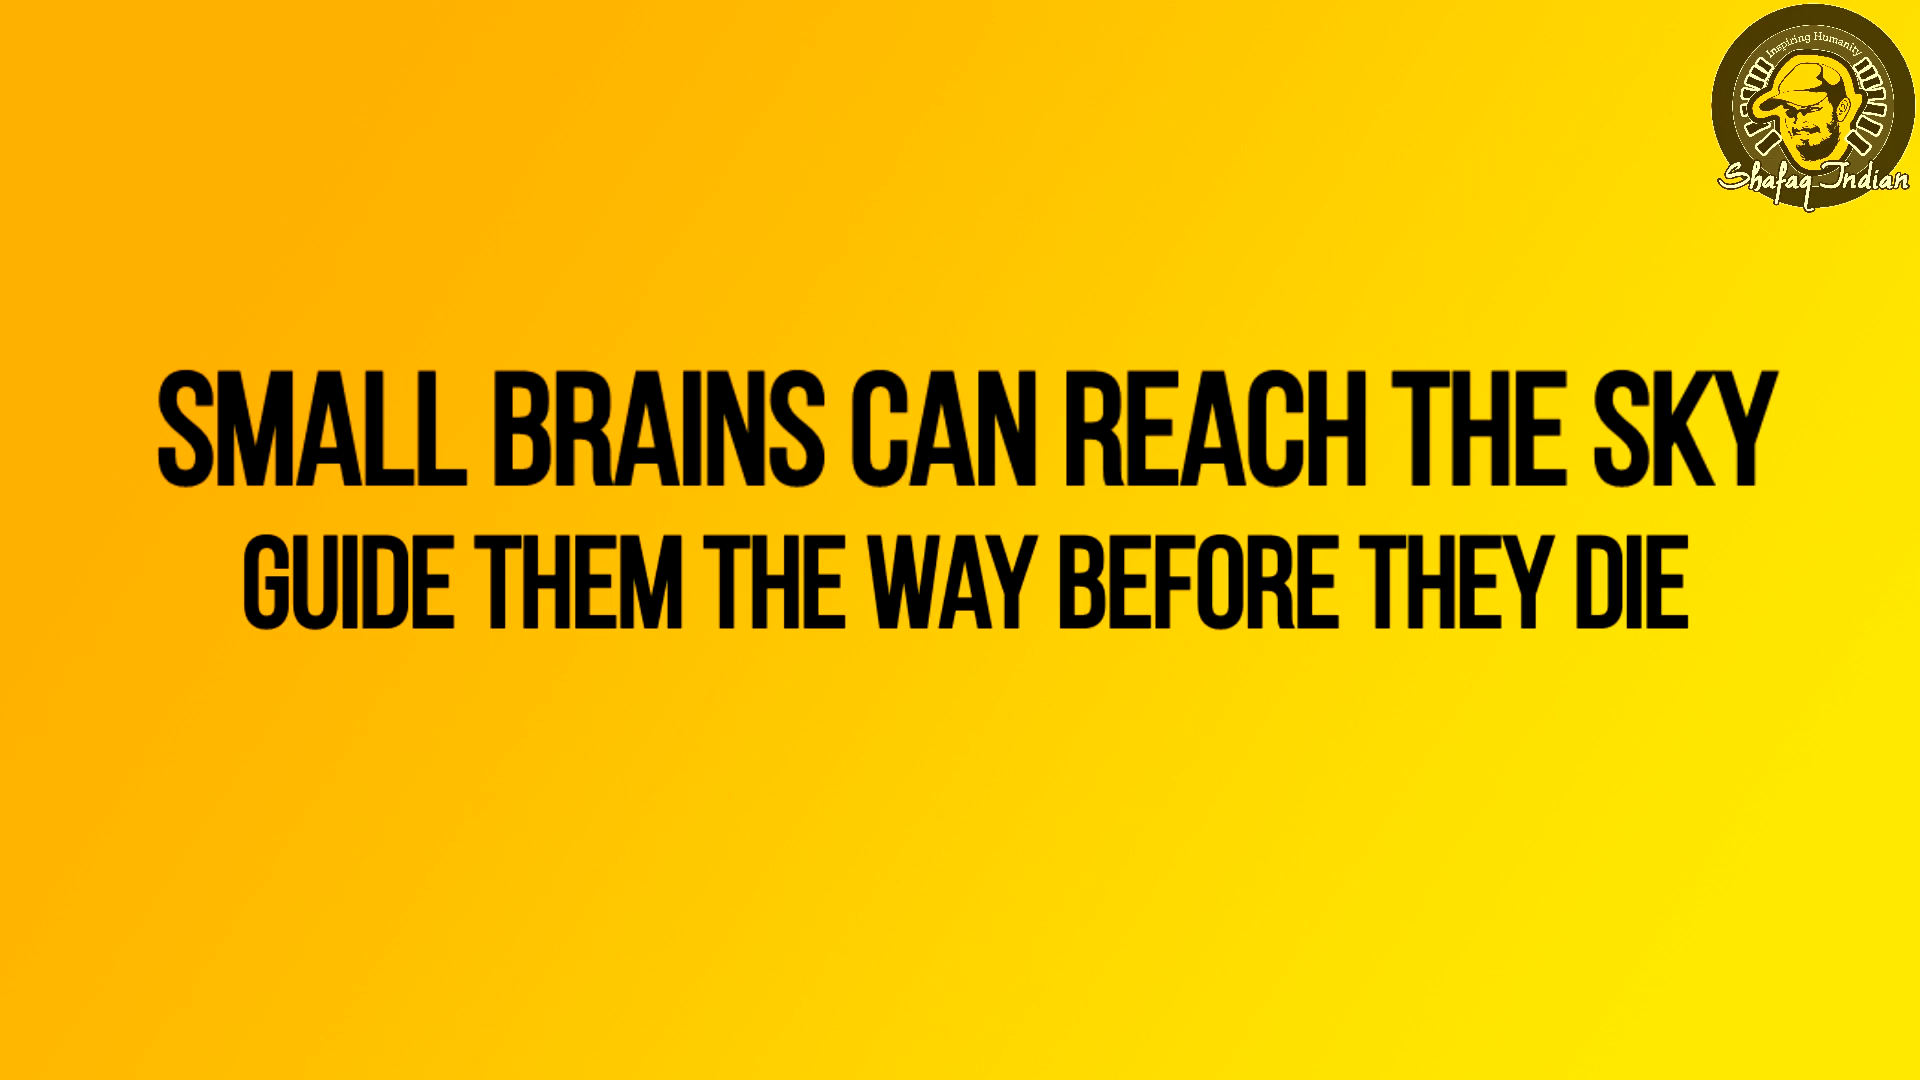 Inspiring Humanity
Shafaq Indian
SMALL BRAINS CAN REACH THE SKY
GUIDE THEM THE WAY BEFORE THEY DIE